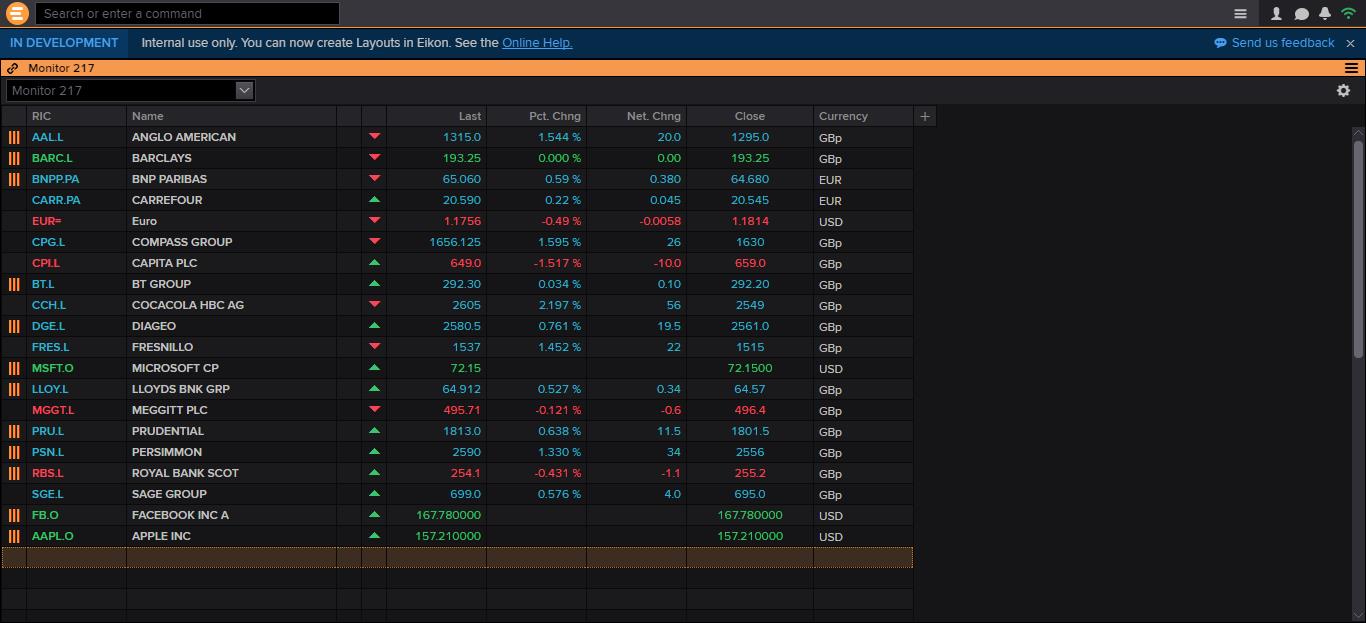 Search or enter a command
IN DEVELOPMENT Internal use only. You can now create Layouts in Eikon. See the Online Help. Send us feedback
Monitor 217
Monitor 217
RIC Name Last Pct. Chng Net. Chng Close Currency +
AAL.L ANGLO AMERICAN 1315.0 1.544 % 20.0 1295.0 GBp
BARC.L BARCLAYS 193.25 0.000 % 0.00 193.25 GBp
BNPP.PA BNP PARIBAS 65.060 0.59 % 0.380 64.680 EUR
CARR.PA CARREFOUR 20.590 0.22 % 0.045 20.545 EUR
EUR= Euro 1.1756 -0.49 % -0.0058 1.1814 USD
CPG.L COMPASS GROUP 1656.125 1.595 % 26 1630 GBp
CPI.L CAPITA PLC 649.0 -1.517 % -10.0 659.0 GBp
BT.L BT GROUP 292.30 0.034 % 0.10 292.20 GBp
CCH.L COCACOLA HBC AG 2605 2.197 % 56 2549 GBp
DGE.L DIAGEO 2580.5 0.761 % 19.5 2561.0 GBp
FRES.L FRESNILLO 1537 1.452 % 22 1515 GBp
MSFT.O MICROSOFT CP 72.15 72.1500 USD
LLOY.L LLOYDS BNK GRP 64.912 0.527 % 0.34 64.57 GBp
MGGT.L MEGGITT PLC 495.71 -0.121 % -0.6 496.4 GBp
PRU.L PRUDENTIAL 1813.0 0.638 % 11.5 1801.5 GBp
PSN.L PERSIMMON 2590 1.330 % 34 2556 GBp
RBS.L ROYAL BANK SCOT 254.1 -0.431 % -1.1 255.2 GBp
SGE.L SAGE GROUP 699.0 0.576 % 4.0 695.0 GBp
FB.O FACEBOOK INC A 167.780000 167.780000 USD
AAPL.O APPLE INC 157.210000 157.210000 USD